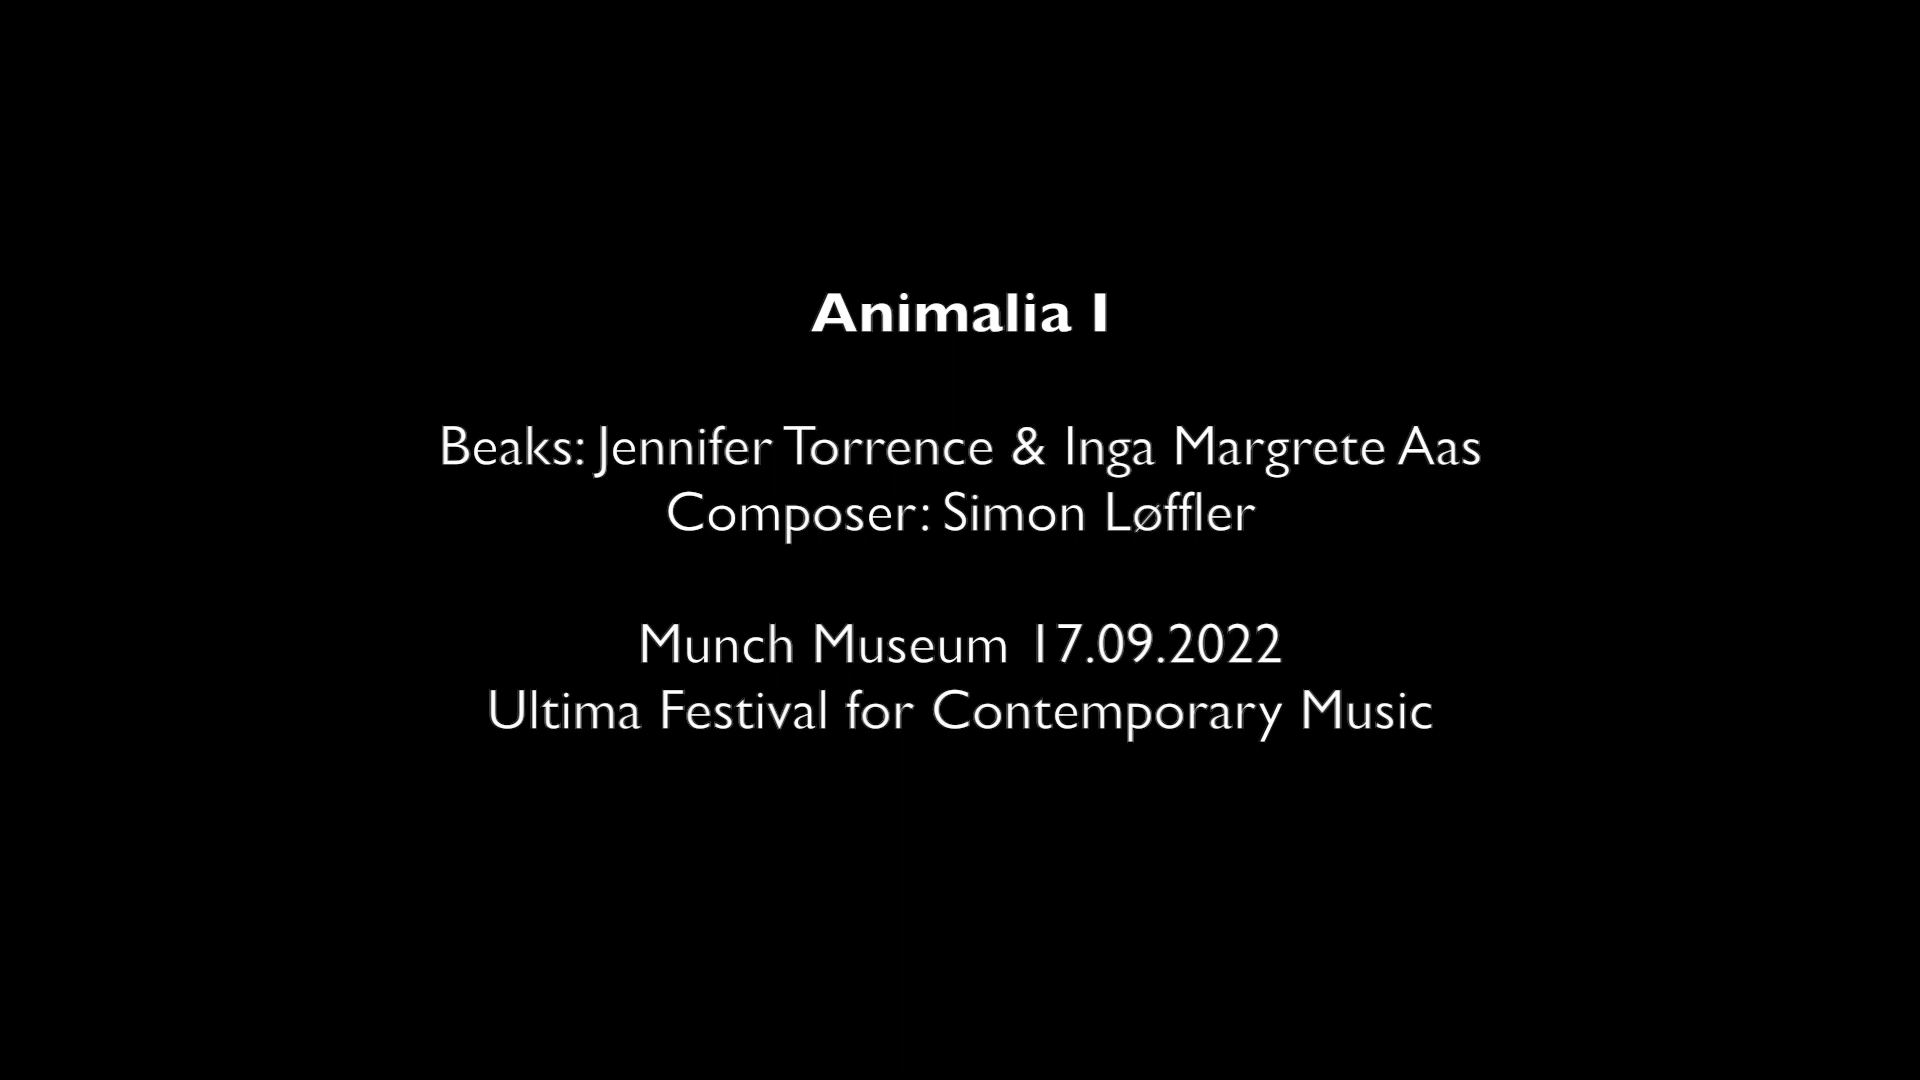 Animalia I
Beaks: Jennifer Torrence & Inga Margrete Aas
Composer: Simon Løffler
Munch Museum 17.09.2022
Ultima Festival for Contemporary Music